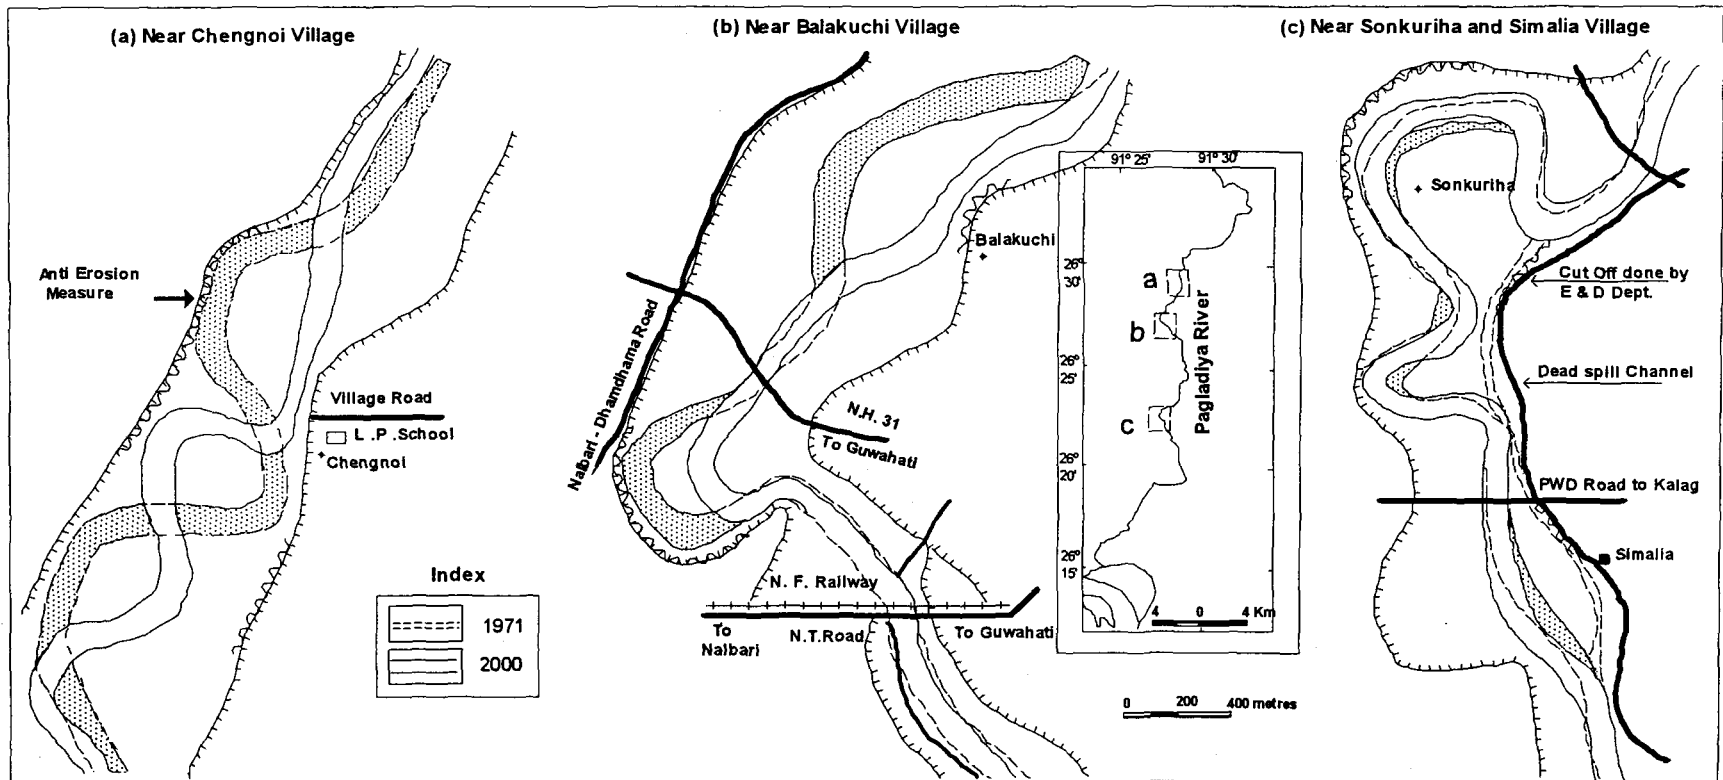 (a) Near Chengnoi Village
Anti Erosion
Measure
Village Road
L .P .School
Chengnoi
Index
1971
2000
(b) Near Balakuchi Village
Balakuchi
Nalbari - Dhandhama Road
N.H. 31
To Guwahati
N. F. Railway
To
Nalbari
N.T.Road
To Guwahati
91° 25'
91° 30'
26°
30'
26°
25'
26°
20'
26°
15'
a
b
c
Pagladiya River
4 0 4 Km
0 200 400 metres
(c) Near Sonkuriha and Simalia Village
Sonkuriha
Cut Off done by
E & D Dept.
Dead spill Channel
PWD Road to Kalag
Simalia